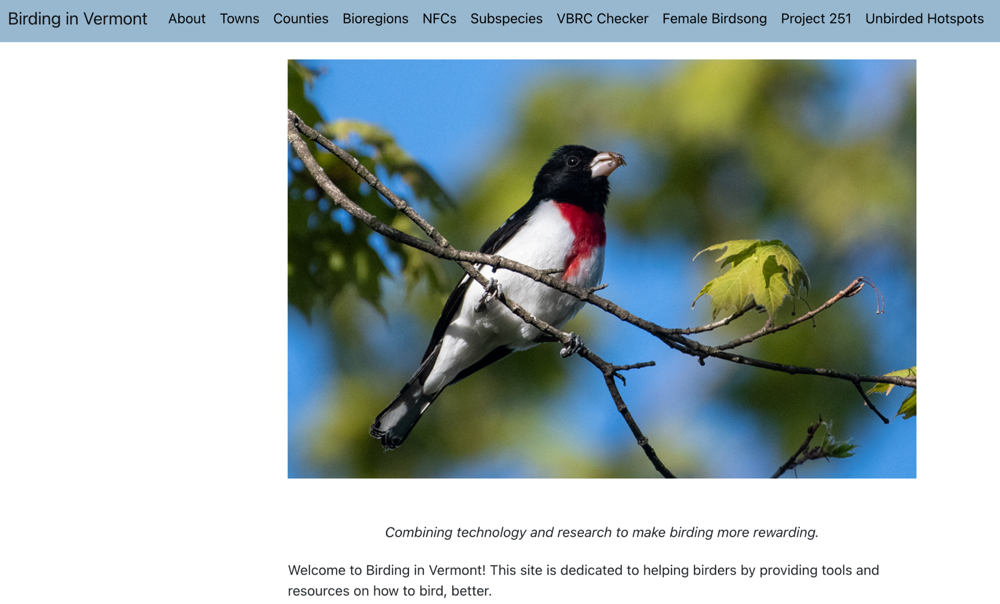 Birding in Vermont About Towns Counties Bioregions NFCs Subspecies VBRC Checker Female Birdsong Project 251 Unbirded Hotspots
Combining technology and research to make birding more rewarding.
Welcome to Birding in Vermont! This site is dedicated to helping birders by providing tools and
resources on how to bird, better.